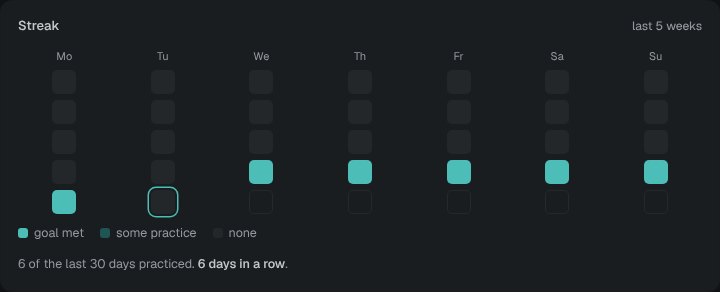 Streak
last 5 weeks
Mo Tu We Th Fr Sa Su
goal met some practice none
6 of the last 30 days practiced. 6 days in a row.